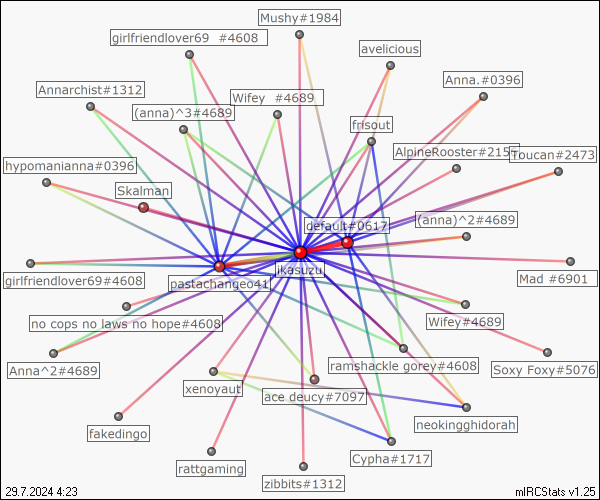 Mushy#1984
girlfriendlover69 #4608
avelicious
Anna.#0396
Annarchist#1312
Wifey #4689
(anna)^3#4689
frisout
AlpineRooster#215
Toucan#2473
hypomanianna#0396
Skalman
default#0617
(anna)^2#4689
jkasuzu
girlfriendlover69#4608
pastachangeo41
Mad #6901
no cops no laws no hope#4608
Wifey#4689
Anna^2#4689
ramshackle gorey#4608
Soxy Foxy#5076
xenoyaut
ace deucy#7097
neokingghidorah
fakedingo
Cypha#1717
rattgaming
zibbits#1312
29.7.2024 4:23
mIRCStats v1.25